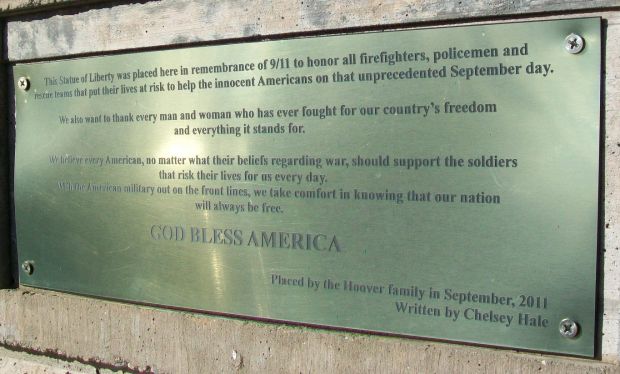 This Statue of Liberty was placed here in remembrance of 9/11 to honor all firefighters, policemen and
rescue teams that put their lives at risk to help the innocent Americans on that unprecedented September day.
We also want to thank every man and woman who has ever fought for our country's freedom
and everything it stands for.
We believe every American, no matter what their beliefs regarding war, should support the soldiers
that risk their lives for us every day.
With the American military out on the front lines, we take comfort in knowing that our nation
will always be free.
GOD BLESS AMERICA
Placed by the Hoover family in September, 2011
Written by Chelsey Hale